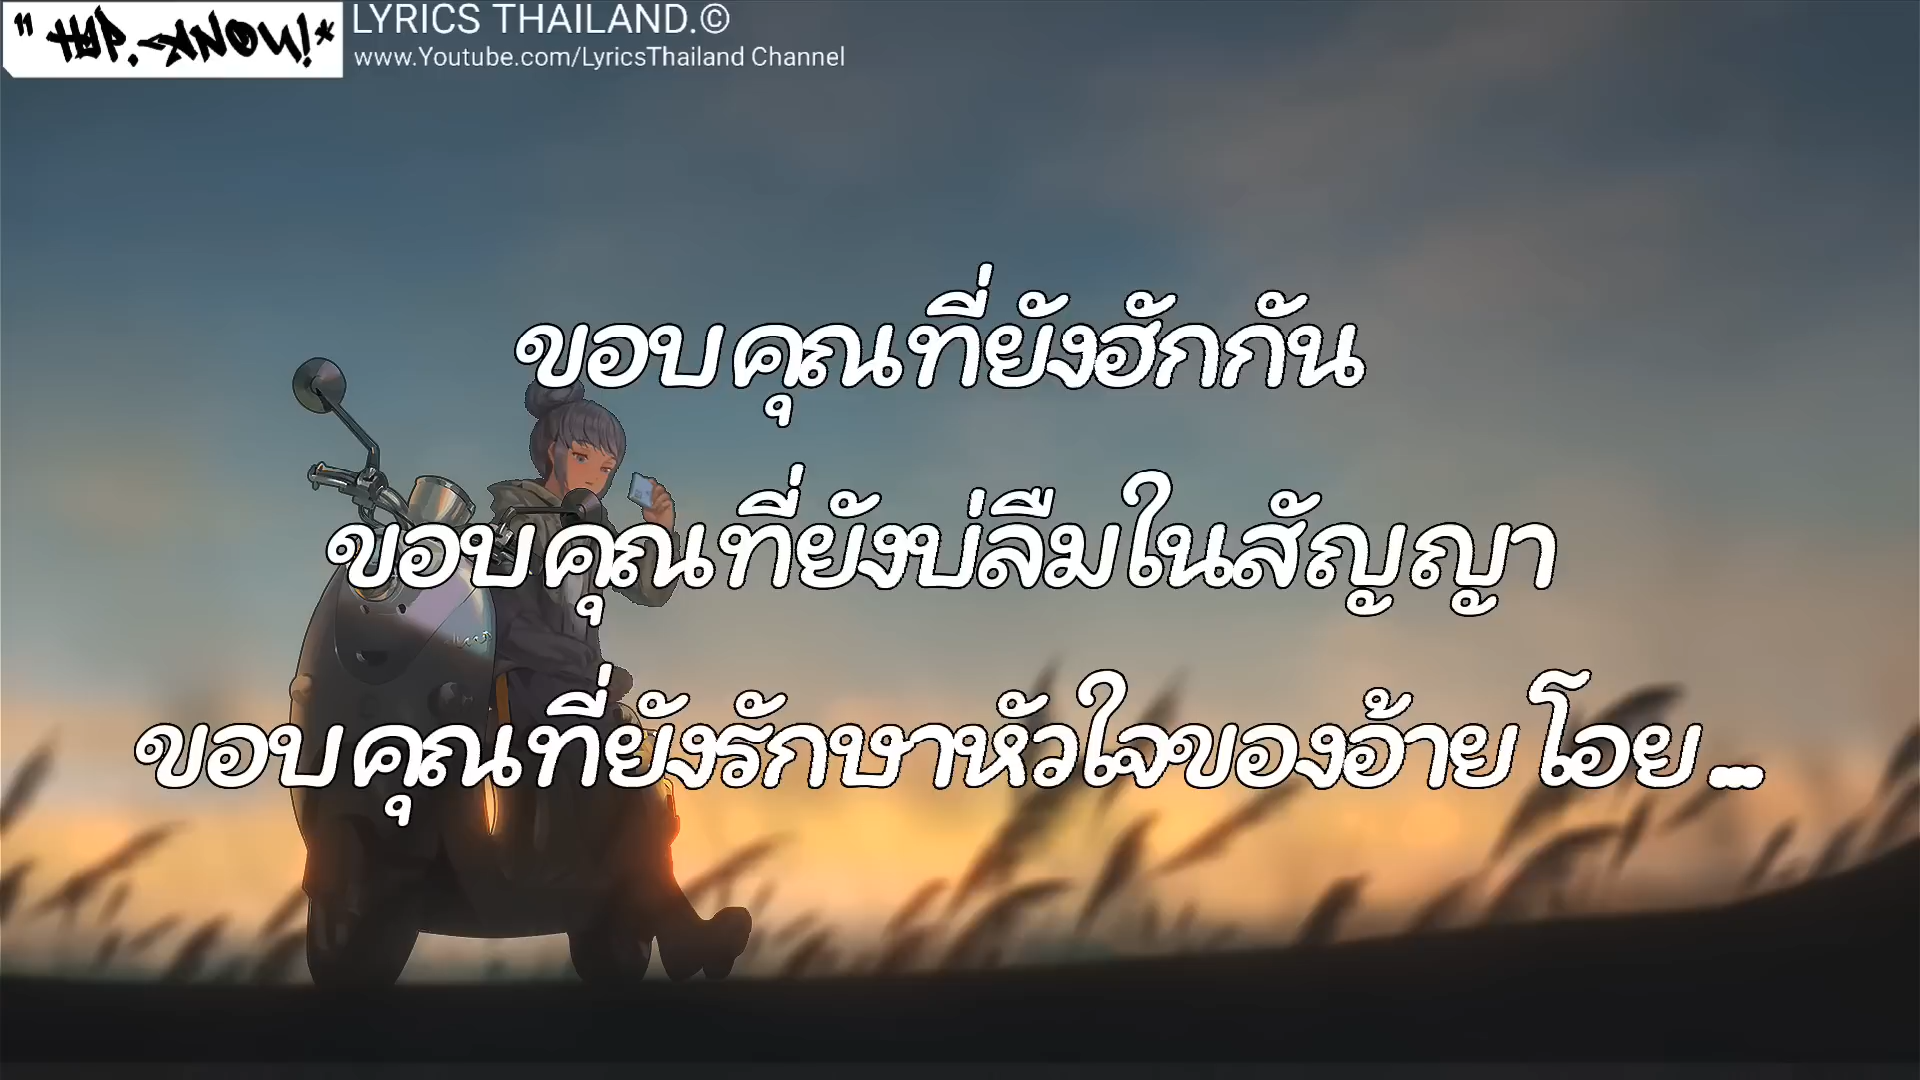 LYRICS THAILAND.©
www.Youtube.com/LyricsThailand Channel
ขอบคุณที่ยังฮักกัน
ขอบคุณที่ยังบ่ลืมในสัญญา
ขอบคุณที่ยังรักษาหัวใจของอ้าย โอย...